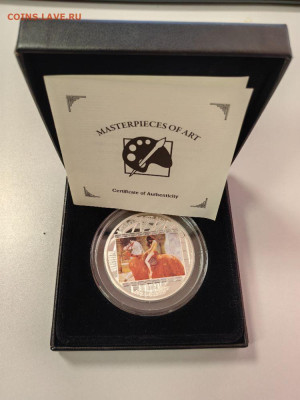 COINS.LAVE.RU
MASTERPIECES OF ART
Certificate of Authenticity